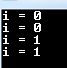 i = 0
i = 0
i = 1
i = 1